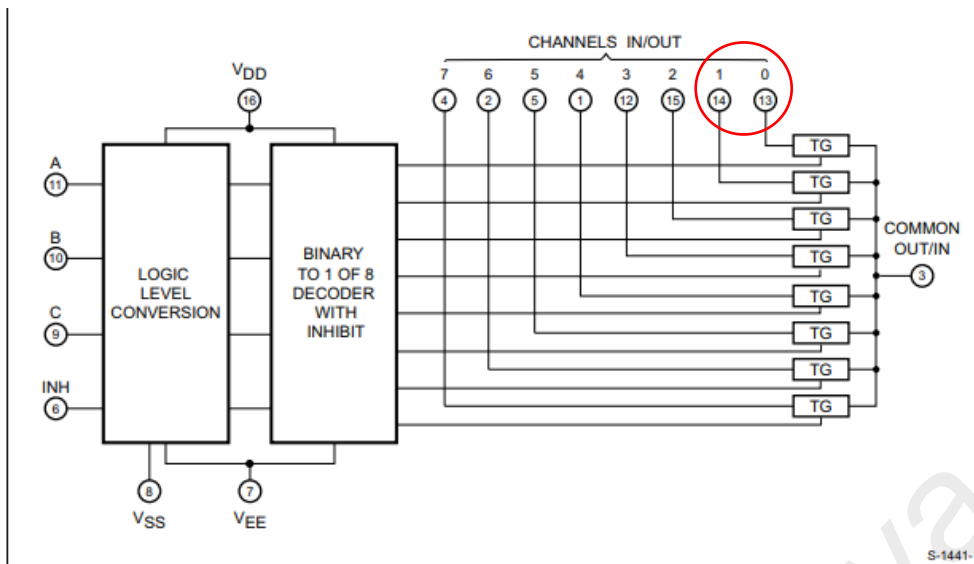 CHANNELS IN/OUT
7 6 5 4 3 2 1 0
4 2 5 1 12 15 14 13
VDD
16
TG
TG
TG
TG
TG
TG
TG
TG
A
11
B
10
C
9
INH
6
LOGIC
LEVEL
CONVERSION
BINARY
TO 1 OF 8
DECODER
WITH
INHIBIT
COMMON
OUT/IN
3
8
VSS
7
VEE
S-1441-